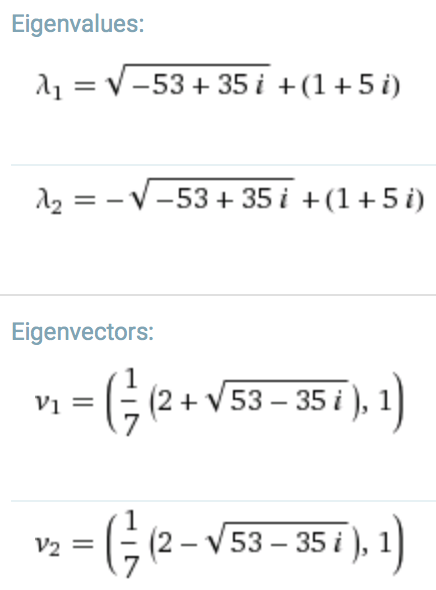 Eigenvalues:
λ₁ = √(−53 + 35 i) + (1 + 5 i)
λ₂ = −√(−53 + 35 i) + (1 + 5 i)
Eigenvectors:
v₁ = (1/7 (2 + √(53 − 35 i)), 1)
v₂ = (1/7 (2 − √(53 − 35 i)), 1)